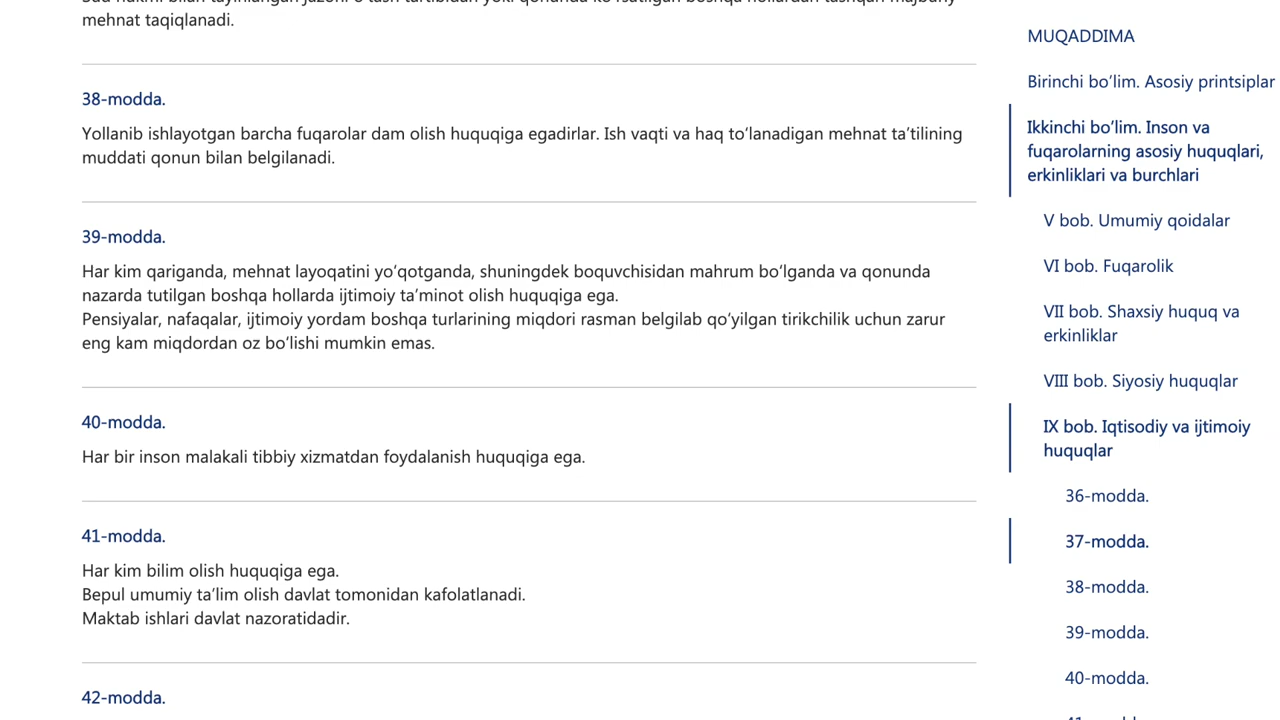 mehnat taqiqlanadi.
38-modda.
Yollanib ishlayotgan barcha fuqarolar dam olish huquqiga egadirlar. Ish vaqti va haq to‘lanadigan mehnat ta’tilining
muddati qonun bilan belgilanadi.
39-modda.
Har kim qariganda, mehnat layoqatini yo‘qotganda, shuningdek boquvchisidan mahrum bo‘lganda va qonunda
nazarda tutilgan boshqa hollarda ijtimoiy ta’minot olish huquqiga ega.
Pensiyalar, nafaqalar, ijtimoiy yordam boshqa turlarining miqdori rasman belgilab qo‘yilgan tirikchilik uchun zarur
eng kam miqdordan oz bo‘lishi mumkin emas.
40-modda.
Har bir inson malakali tibbiy xizmatdan foydalanish huquqiga ega.
41-modda.
Har kim bilim olish huquqiga ega.
Bepul umumiy ta’lim olish davlat tomonidan kafolatlanadi.
Maktab ishlari davlat nazoratidadir.
42-modda.
MUQADDIMA
Birinchi bo‘lim. Asosiy printsiplar
Ikkinchi bo‘lim. Inson va
fuqarolarning asosiy huquqlari,
erkinliklari va burchlari
V bob. Umumiy qoidalar
VI bob. Fuqarolik
VII bob. Shaxsiy huquq va
erkinliklar
VIII bob. Siyosiy huquqlar
IX bob. Iqtisodiy va ijtimoiy
huquqlar
36-modda.
37-modda.
38-modda.
39-modda.
40-modda.